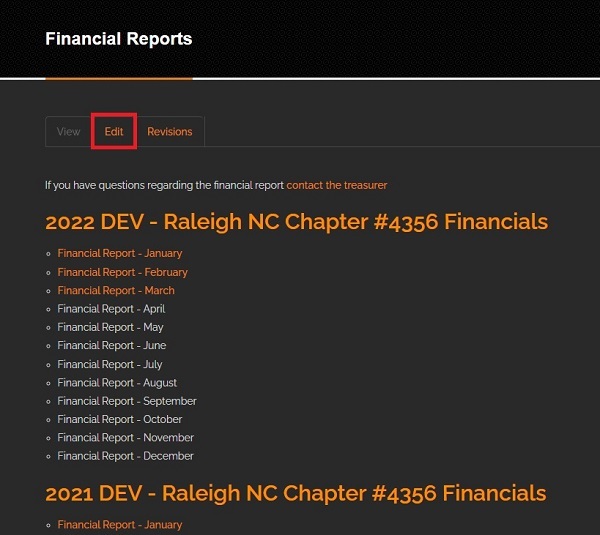 Financial Reports
View Edit Revisions
If you have questions regarding the financial report contact the treasurer
2022 DEV - Raleigh NC Chapter #4356 Financials
Financial Report - January
Financial Report - February
Financial Report - March
Financial Report - April
Financial Report - May
Financial Report - June
Financial Report - July
Financial Report - August
Financial Report - September
Financial Report - October
Financial Report - November
Financial Report - December
2021 DEV - Raleigh NC Chapter #4356 Financials
Financial Report - January